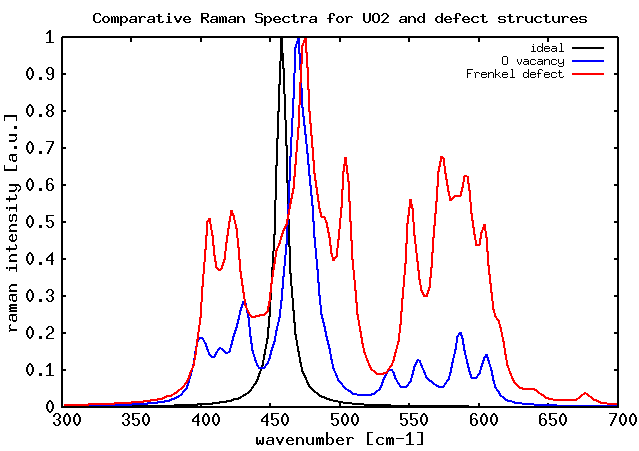 Comparative Raman Spectra for UO2 and defect structures
ideal
O vacancy
Frenkel defect
raman intensity [a.u.]
1
0.9
0.8
0.7
0.6
0.5
0.4
0.3
0.2
0.1
0
300 400 450 500 550 600 700
wavenumber [cm-1]